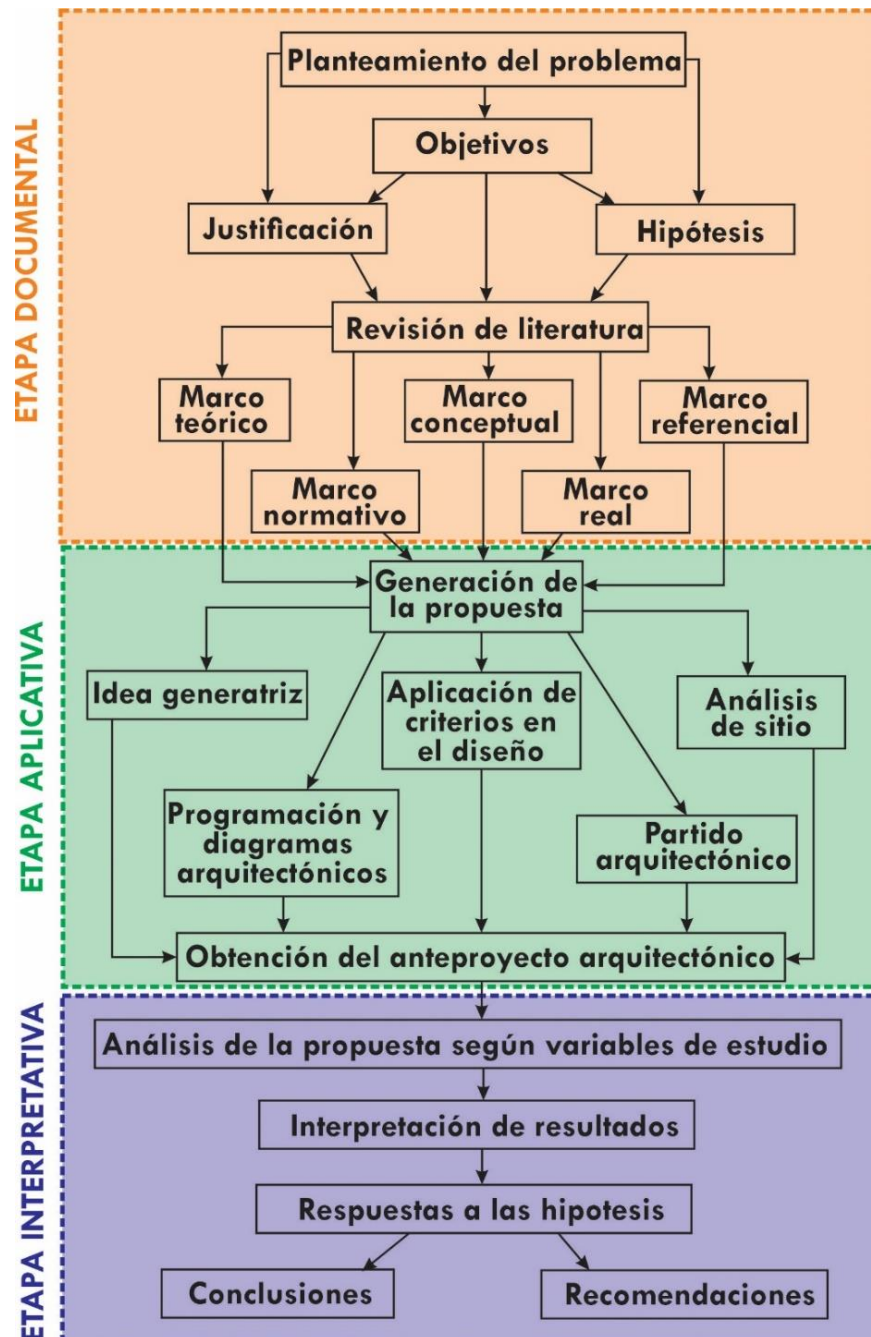 ETAPA DOCUMENTAL
Planteamiento del problema
Objetivos
Justificación
Hipótesis
Revisión de literatura
Marco
teórico
Marco
conceptual
Marco
referencial
Marco
normativo
Marco
real
ETAPA APLICATIVA
Generación de
la propuesta
Idea generatriz
Aplicación de
criterios en
el diseño
Análisis
de sitio
Programación y
diagramas
arquitectónicos
Partido
arquitectónico
Obtención del anteproyecto arquitectónico
ETAPA INTERPRETATIVA
Análisis de la propuesta según variables de estudio
Interpretación de resultados
Respuestas a las hipotesis
Conclusiones
Recomendaciones